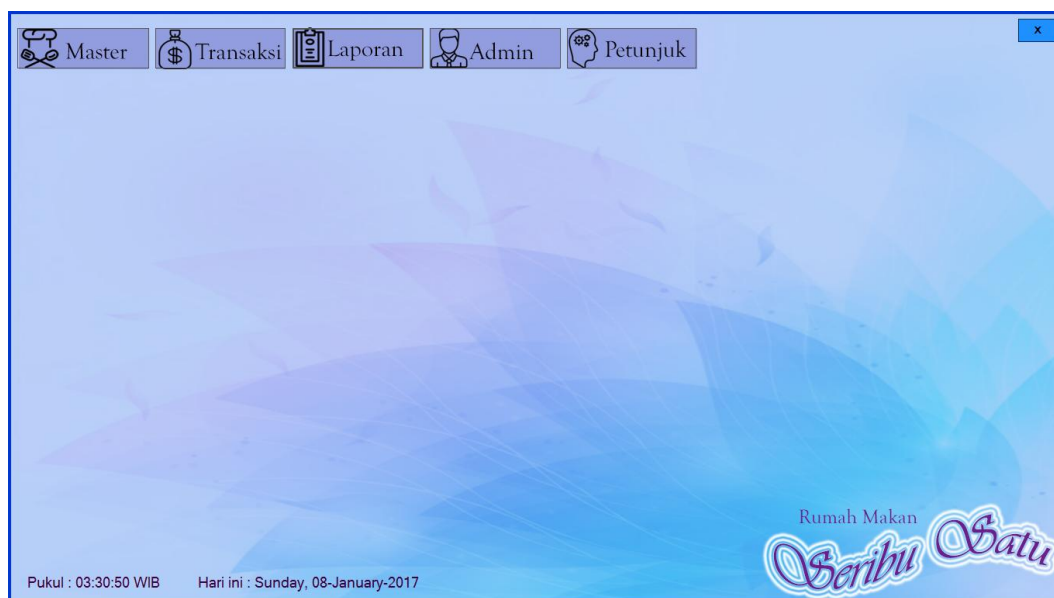 Master Transaksi Laporan Admin Petunjuk x
Rumah Makan
Seribu Satu
Pukul : 03:30:50 WIB Hari ini : Sunday, 08-January-2017